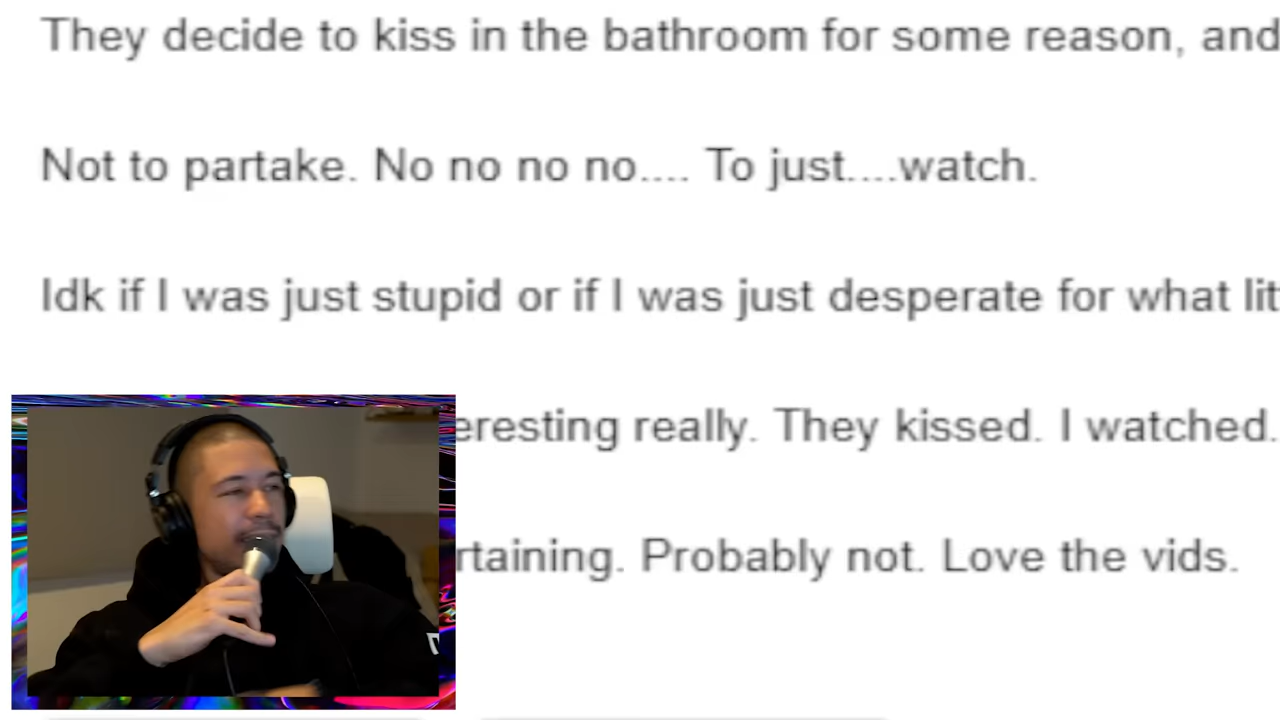 They decide to kiss in the bathroom for some reason, and
Not to partake. No no no no.... To just....watch.
Idk if I was just stupid or if I was just desperate for what lit
eresting really. They kissed. I watched.
rtaining. Probably not. Love the vids.